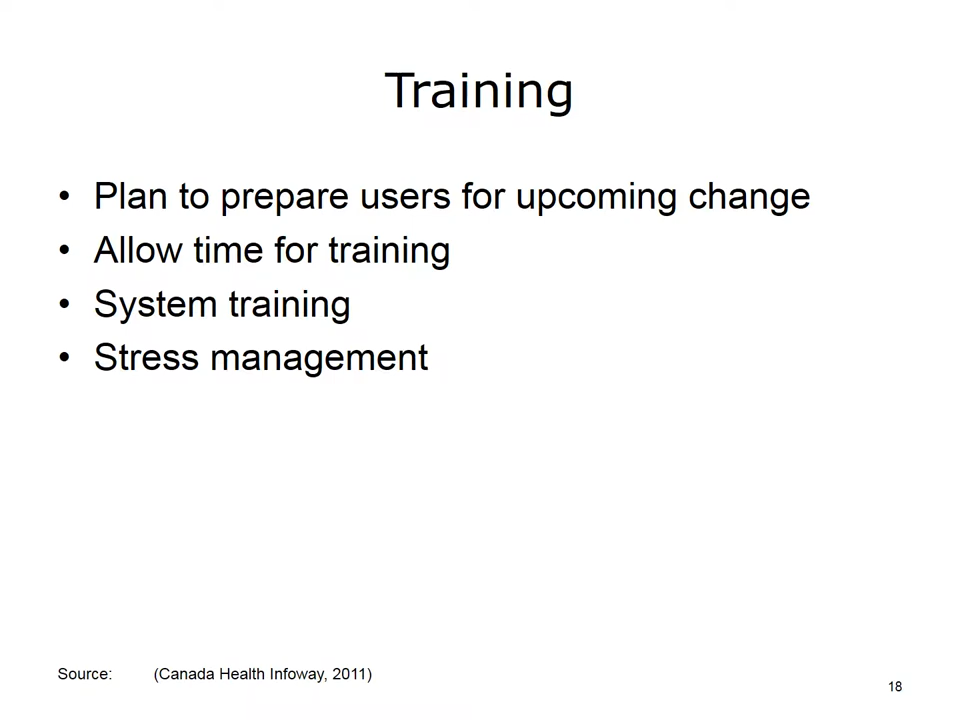 Training
• Plan to prepare users for upcoming change
• Allow time for training
• System training
• Stress management
Source: (Canada Health Infoway, 2011)
18